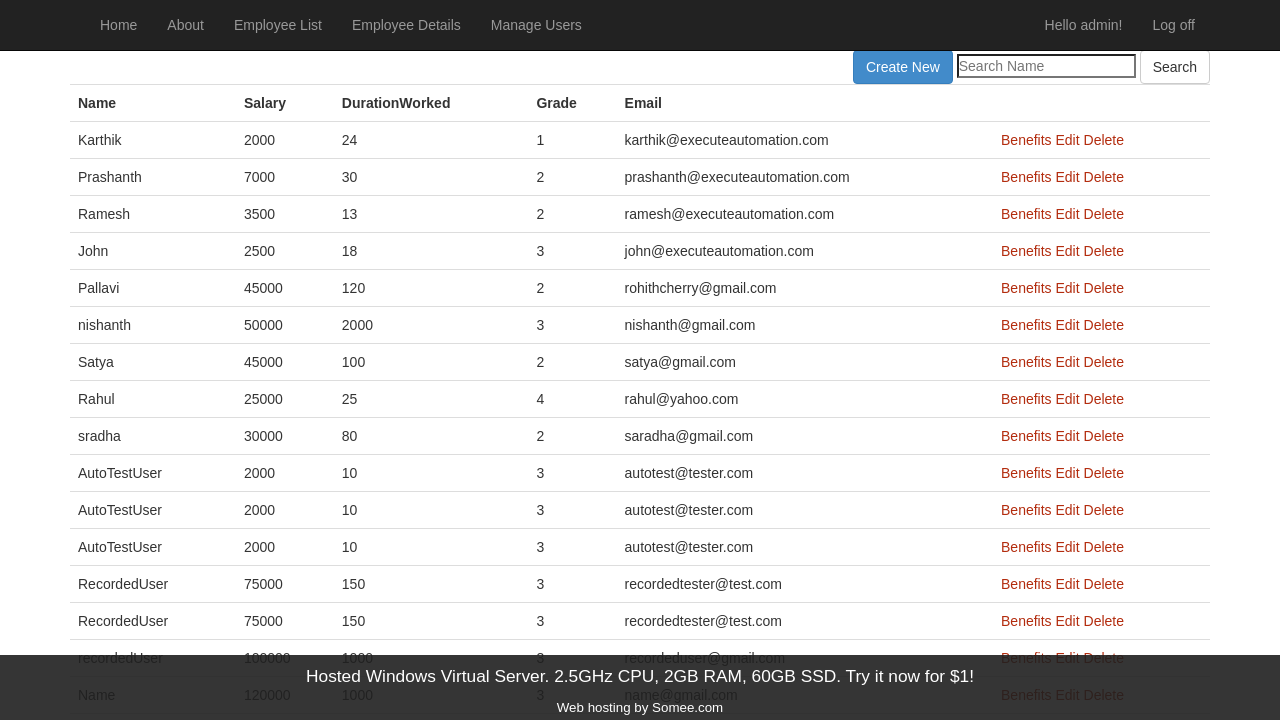 Home About Employee List Employee Details Manage Users Hello admin! Log off
Create New Search Name Search
Name Salary DurationWorked Grade Email
Karthik 2000 24 1 karthik@executeautomation.com Benefits Edit Delete
Prashanth 7000 30 2 prashanth@executeautomation.com Benefits Edit Delete
Ramesh 3500 13 2 ramesh@executeautomation.com Benefits Edit Delete
John 2500 18 3 john@executeautomation.com Benefits Edit Delete
Pallavi 45000 120 2 rohithcherry@gmail.com Benefits Edit Delete
nishanth 50000 2000 3 nishanth@gmail.com Benefits Edit Delete
Satya 45000 100 2 satya@gmail.com Benefits Edit Delete
Rahul 25000 25 4 rahul@yahoo.com Benefits Edit Delete
sradha 30000 80 2 saradha@gmail.com Benefits Edit Delete
AutoTestUser 2000 10 3 autotest@tester.com Benefits Edit Delete
AutoTestUser 2000 10 3 autotest@tester.com Benefits Edit Delete
AutoTestUser 2000 10 3 autotest@tester.com Benefits Edit Delete
RecordedUser 75000 150 3 recordedtester@test.com Benefits Edit Delete
RecordedUser 75000 150 3 recordedtester@test.com Benefits Edit Delete
recordedUser 100000 1000 3 recordeduser@gmail.com Benefits Edit Delete
Hosted Windows Virtual Server. 2.5GHz CPU, 2GB RAM, 60GB SSD. Try it now for $1!
Name 120000 1000 3 name@gmail.com Benefits Edit Delete
Web hosting by Somee.com